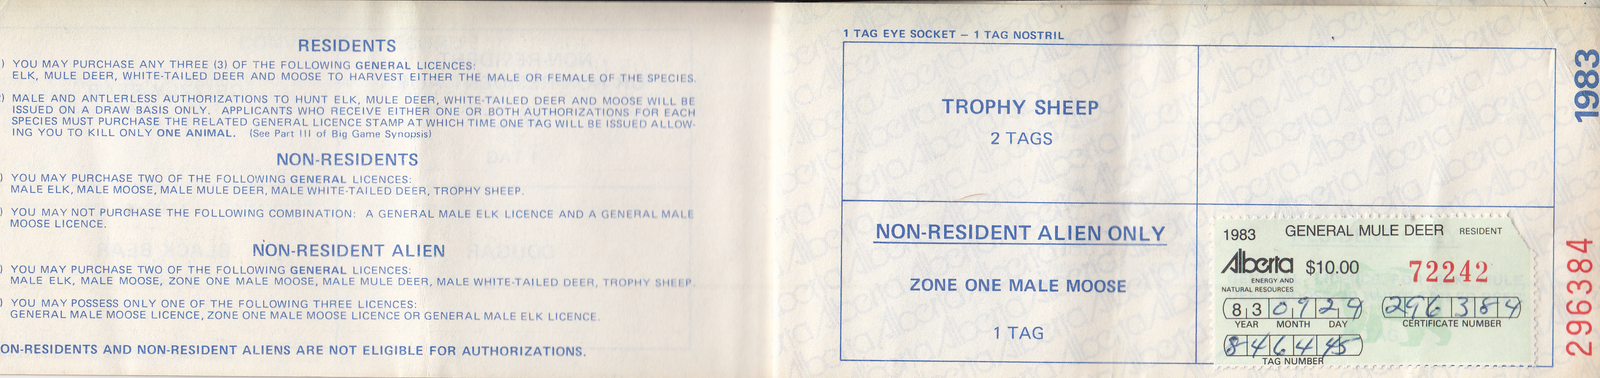 RESIDENTS
) YOU MAY PURCHASE ANY THREE (3) OF THE FOLLOWING GENERAL LICENCES:
ELK, MULE DEER, WHITE-TAILED DEER AND MOOSE TO HARVEST EITHER THE MALE OR FEMALE OF THE SPECIES.
) MALE AND ANTLERLESS AUTHORIZATIONS TO HUNT ELK, MULE DEER, WHITE-TAILED DEER AND MOOSE WILL BE
ISSUED ON A DRAW BASIS ONLY. APPLICANTS WHO RECEIVE EITHER ONE OR BOTH AUTHORIZATIONS FOR EACH
SPECIES MUST PURCHASE THE RELATED GENERAL LICENCE STAMP AT WHICH TIME ONE TAG WILL BE ISSUED ALLOW-
ING YOU TO KILL ONLY ONE ANIMAL. (See Part III of Big Game Synopsis)
NON-RESIDENTS
) YOU MAY PURCHASE TWO OF THE FOLLOWING GENERAL LICENCES:
MALE ELK, MALE MOOSE, MALE MULE DEER, MALE WHITE-TAILED DEER, TROPHY SHEEP.
) YOU MAY NOT PURCHASE THE FOLLOWING COMBINATION: A GENERAL MALE ELK LICENCE AND A GENERAL MALE
MOOSE LICENCE.
NON-RESIDENT ALIEN
) YOU MAY PURCHASE TWO OF THE FOLLOWING GENERAL LICENCES:
MALE ELK, MALE MOOSE, ZONE ONE MALE MOOSE, MALE MULE DEER, MALE WHITE-TAILED DEER, TROPHY SHEEP.
) YOU MAY POSSESS ONLY ONE OF THE FOLLOWING THREE LICENCES:
GENERAL MALE MOOSE LICENCE, ZONE ONE MALE MOOSE LICENCE OR GENERAL MALE ELK LICENCE.
ON-RESIDENTS AND NON-RESIDENT ALIENS ARE NOT ELIGIBLE FOR AUTHORIZATIONS.
1 TAG EYE SOCKET – 1 TAG NOSTRIL
TROPHY SHEEP
2 TAGS
NON-RESIDENT ALIEN ONLY
ZONE ONE MALE MOOSE
1 TAG
1983 GENERAL MULE DEER RESIDENT
Alberta $10.00 72242
ENERGY AND
NATURAL RESOURCES
83 09 24 296384
YEAR MONTH DAY CERTIFICATE NUMBER
846445
TAG NUMBER
1983
296384